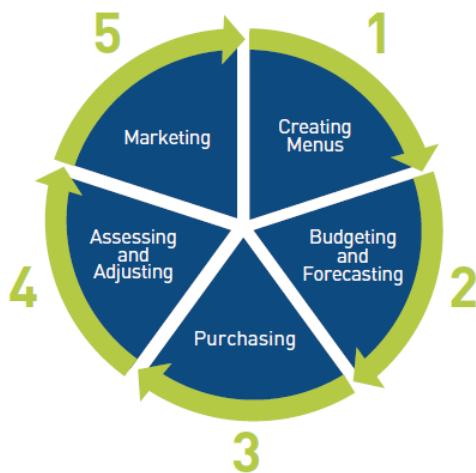 1
Creating
Menus
2
Budgeting
and
Forecasting
3
Purchasing
4
Assessing
and
Adjusting
5
Marketing